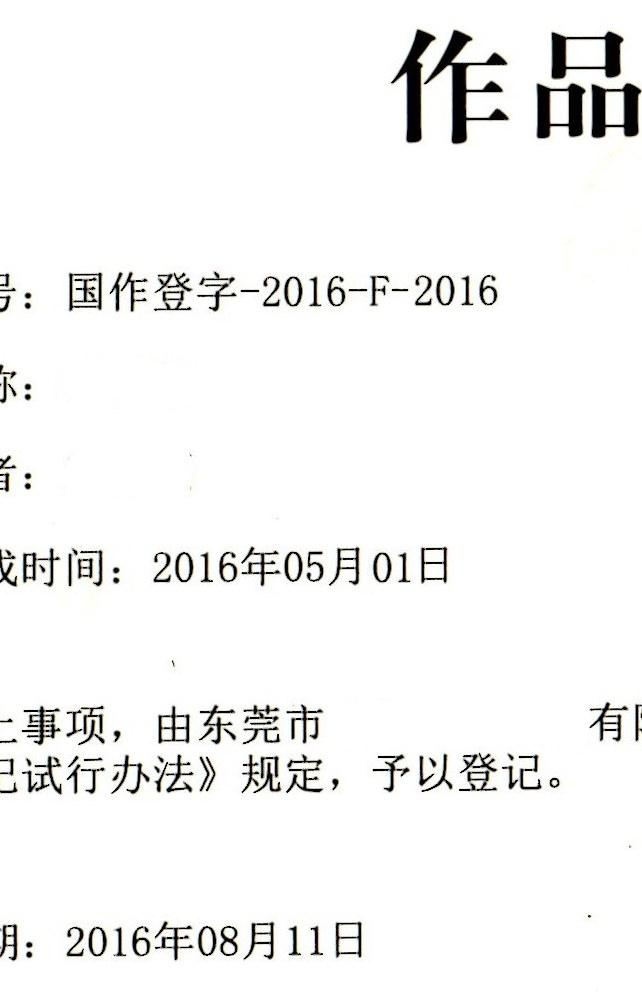 作品
号：国作登字-2016-F-2016
称：
者：
成时间：2016年05月01日
上事项，由东莞市 有限
记试行办法》规定，予以登记。
期：2016年08月11日